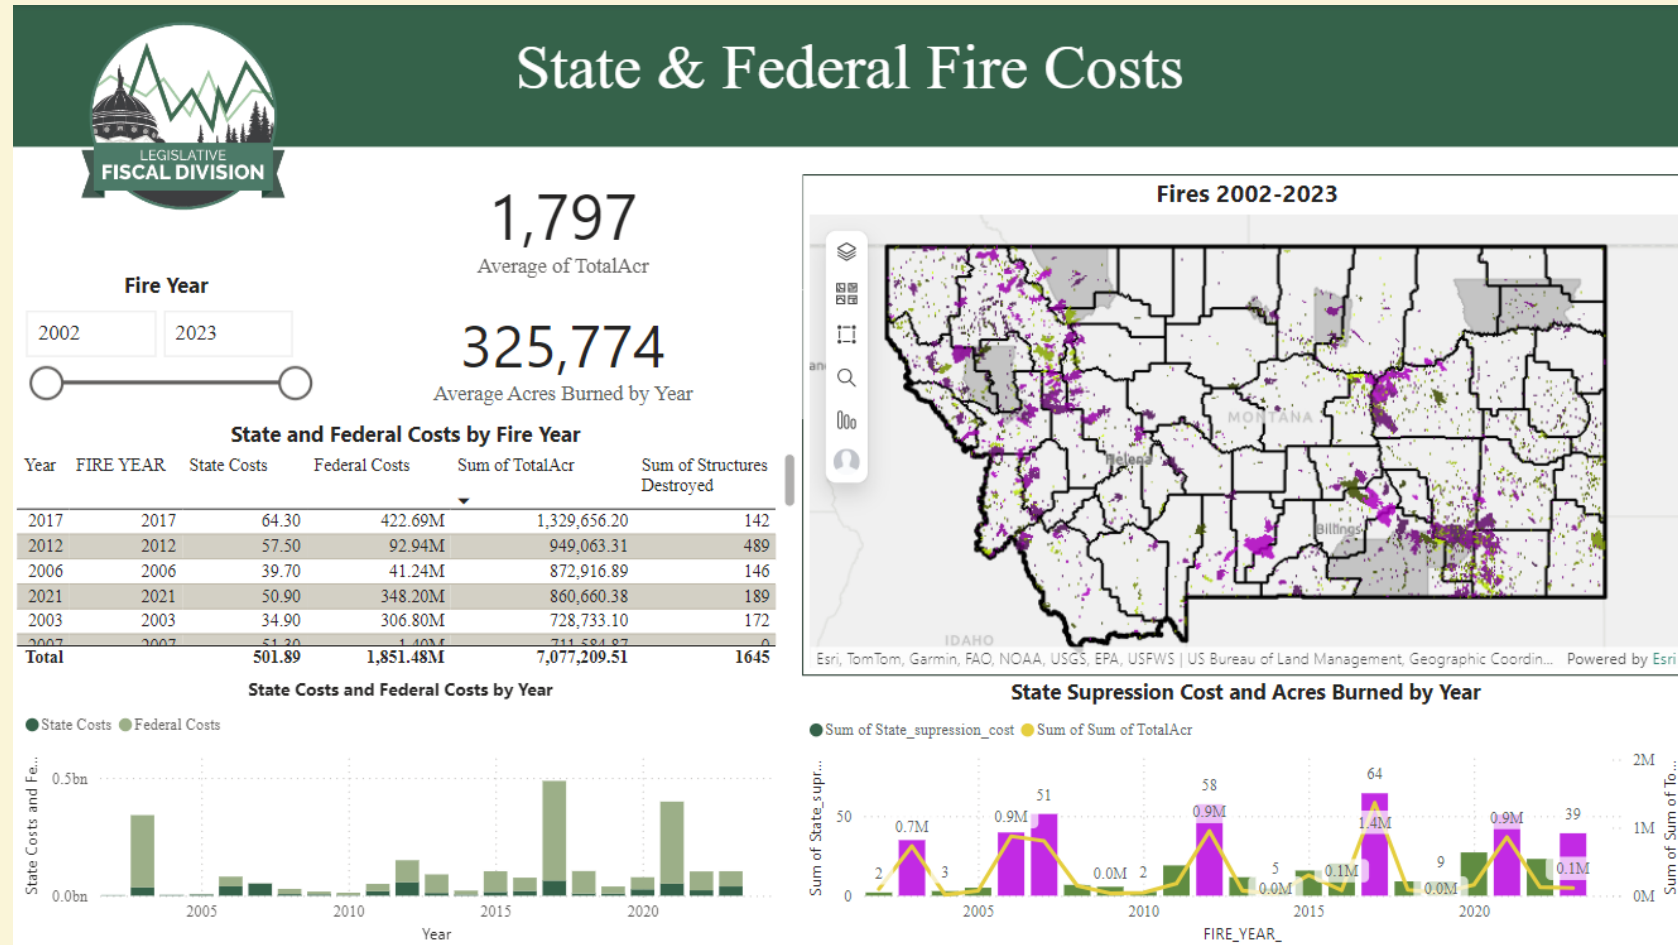 State & Federal Fire Costs
LEGISLATIVE
FISCAL DIVISION
1,797
Average of TotalAcr
Fire Year
2002 2023
325,774
Average Acres Burned by Year
State and Federal Costs by Fire Year
Year FIRE YEAR State Costs Federal Costs Sum of TotalAcr Sum of Structures
Destroyed
2017 2017 64.30 422.69M 1,329,656.20 142
2012 2012 57.50 92.94M 949,063.31 489
2006 2006 39.70 41.24M 872,916.89 146
2021 2021 50.90 348.20M 860,660.38 189
2003 2003 34.90 306.80M 728,733.10 172
2007 2007 51.30 1.40M 711,584.87 0
Total 501.89 1,851.48M 7,077,209.51 1645
Fires 2002-2023
MONTANA
Helena
Billings
IDAHO
Esri, TomTom, Garmin, FAO, NOAA, USGS, EPA, USFWS | US Bureau of Land Management, Geographic Coordin... Powered by Esri
State Costs and Federal Costs by Year
State Costs Federal Costs
State Costs and Fe...
0.5bn
0.0bn
2005 2010 2015 2020
Year
State Supression Cost and Acres Burned by Year
Sum of State_supression_cost Sum of Sum of TotalAcr
Sum of State_supr...
50
0
2 0.7M 3 0.9M 51 0.0M 2 58 0.9M 5 0.0M 0.1M 64 1.4M 9 0.0M 0.9M 39 0.1M
2M
1M
0M
Sum of Sum of To...
2005 2010 2015 2020
FIRE_YEAR_